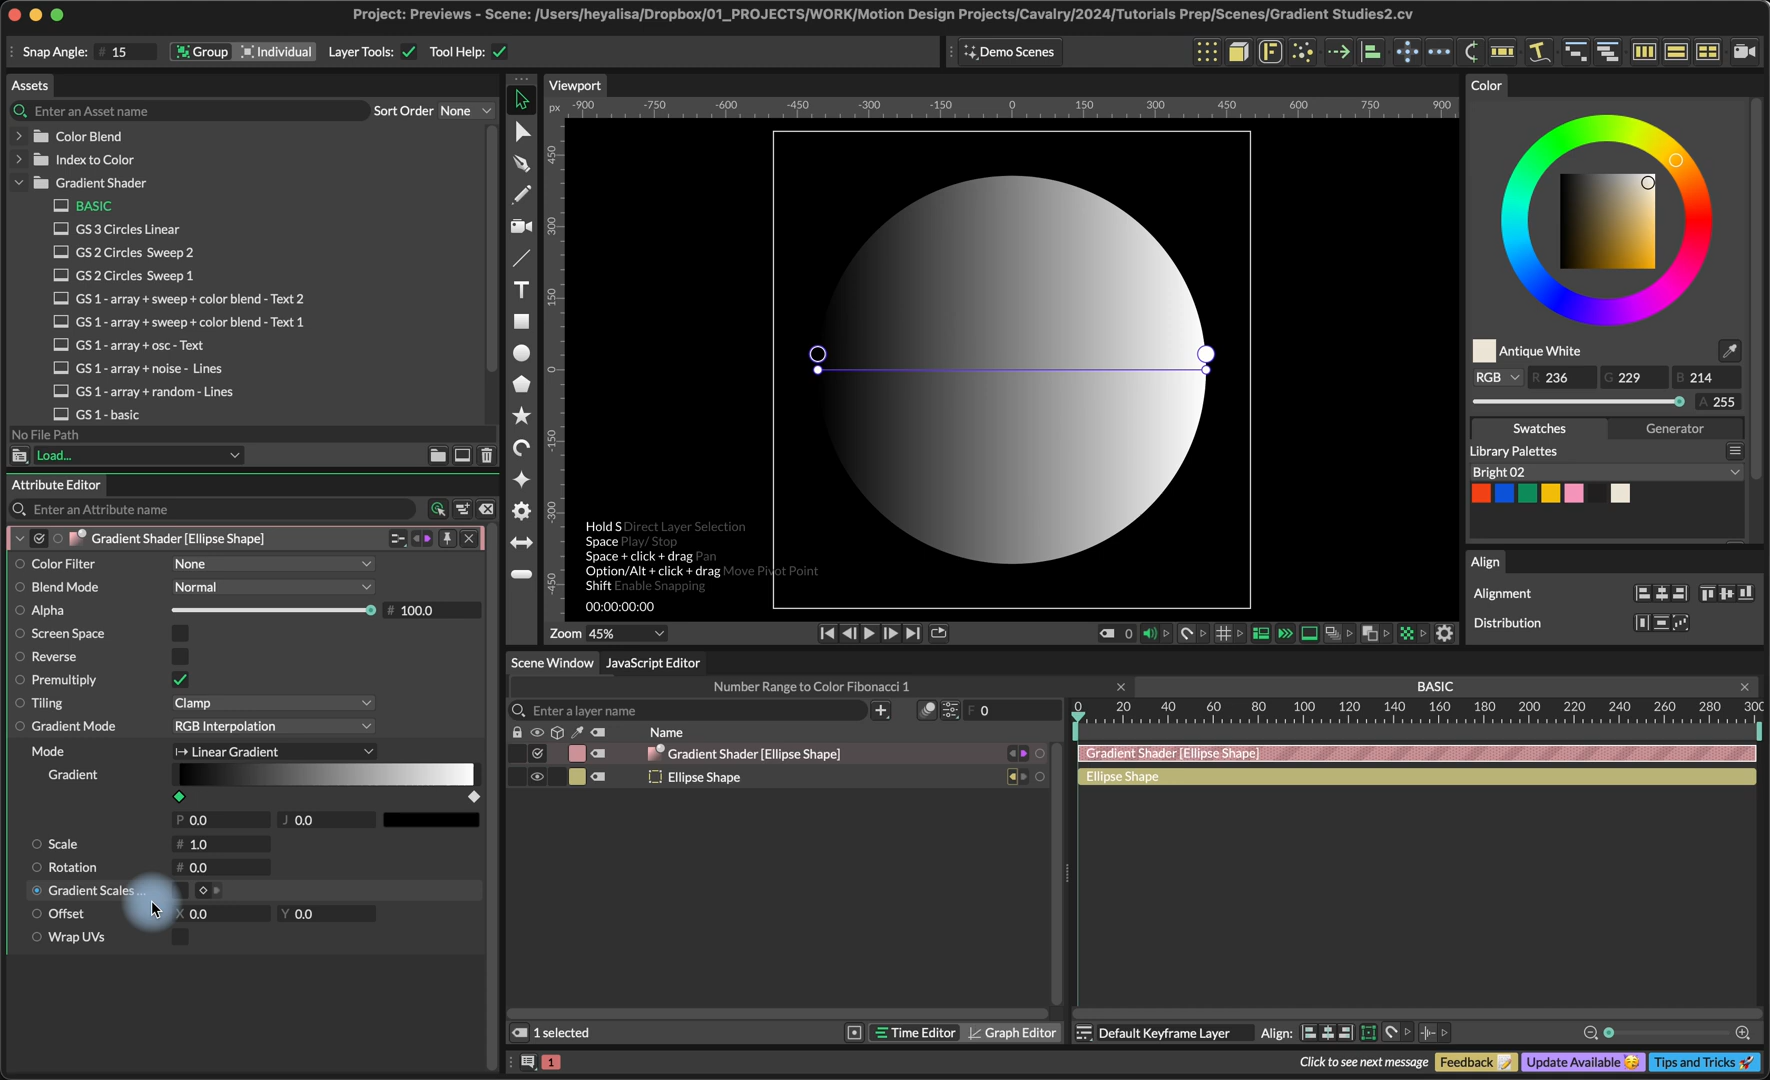 Project: Previews - Scene: /Users/heyalisa/Dropbox/01_PROJECTS/WORK/Motion Design Projects/Cavalry/2024/Tutorials Prep/Scenes/Gradient Studies2.cv
Snap Angle: # 15 Group Individual Layer Tools: Tool Help: Demo Scenes
Assets
Enter an Asset name Sort Order None
Color Blend
Index to Color
Gradient Shader
BASIC
GS 3 Circles Linear
GS 2 Circles Sweep 2
GS 2 Circles Sweep 1
GS 1 - array + sweep + color blend - Text 2
GS 1 - array + sweep + color blend - Text 1
GS 1 - array + osc - Text
GS 1 - array + noise - Lines
GS 1 - array + random - Lines
GS 1 - basic
No File Path
Load...
Attribute Editor
Enter an Attribute name
Gradient Shader [Ellipse Shape]
Color Filter None
Blend Mode Normal
Alpha # 100.0
Screen Space
Reverse
Premultiply
Tiling Clamp
Gradient Mode RGB Interpolation
Mode Linear Gradient
Gradient
P 0.0 J 0.0
Scale # 1.0
Rotation # 0.0
Gradient Scales ...
Offset X 0.0 Y 0.0
Wrap UVs
Viewport
px -900 -750 -600 -450 -300 -150 0 150 300 450 600 750 900
450
300
150
0
-150
-300
-450
Hold S Direct Layer Selection
Space Play/ Stop
Space + click + drag Pan
Option/Alt + click + drag Move Pivot Point
Shift Enable Snapping
00:00:00:00
Zoom 45% 0
Scene Window JavaScript Editor
Number Range to Color Fibonacci 1 BASIC
Enter a layer name F 0
0 20 40 60 80 100 120 140 160 180 200 220 240 260 280 300
Name
Gradient Shader [Ellipse Shape] Gradient Shader [Ellipse Shape]
Ellipse Shape Ellipse Shape
1 selected Time Editor Graph Editor Default Keyframe Layer Align:
1 Click to see next message Feedback Update Available Tips and Tricks
Color
Antique White
RGB R 236 G 229 B 214
A 255
Swatches Generator
Library Palettes
Bright 02
Align
Alignment
Distribution